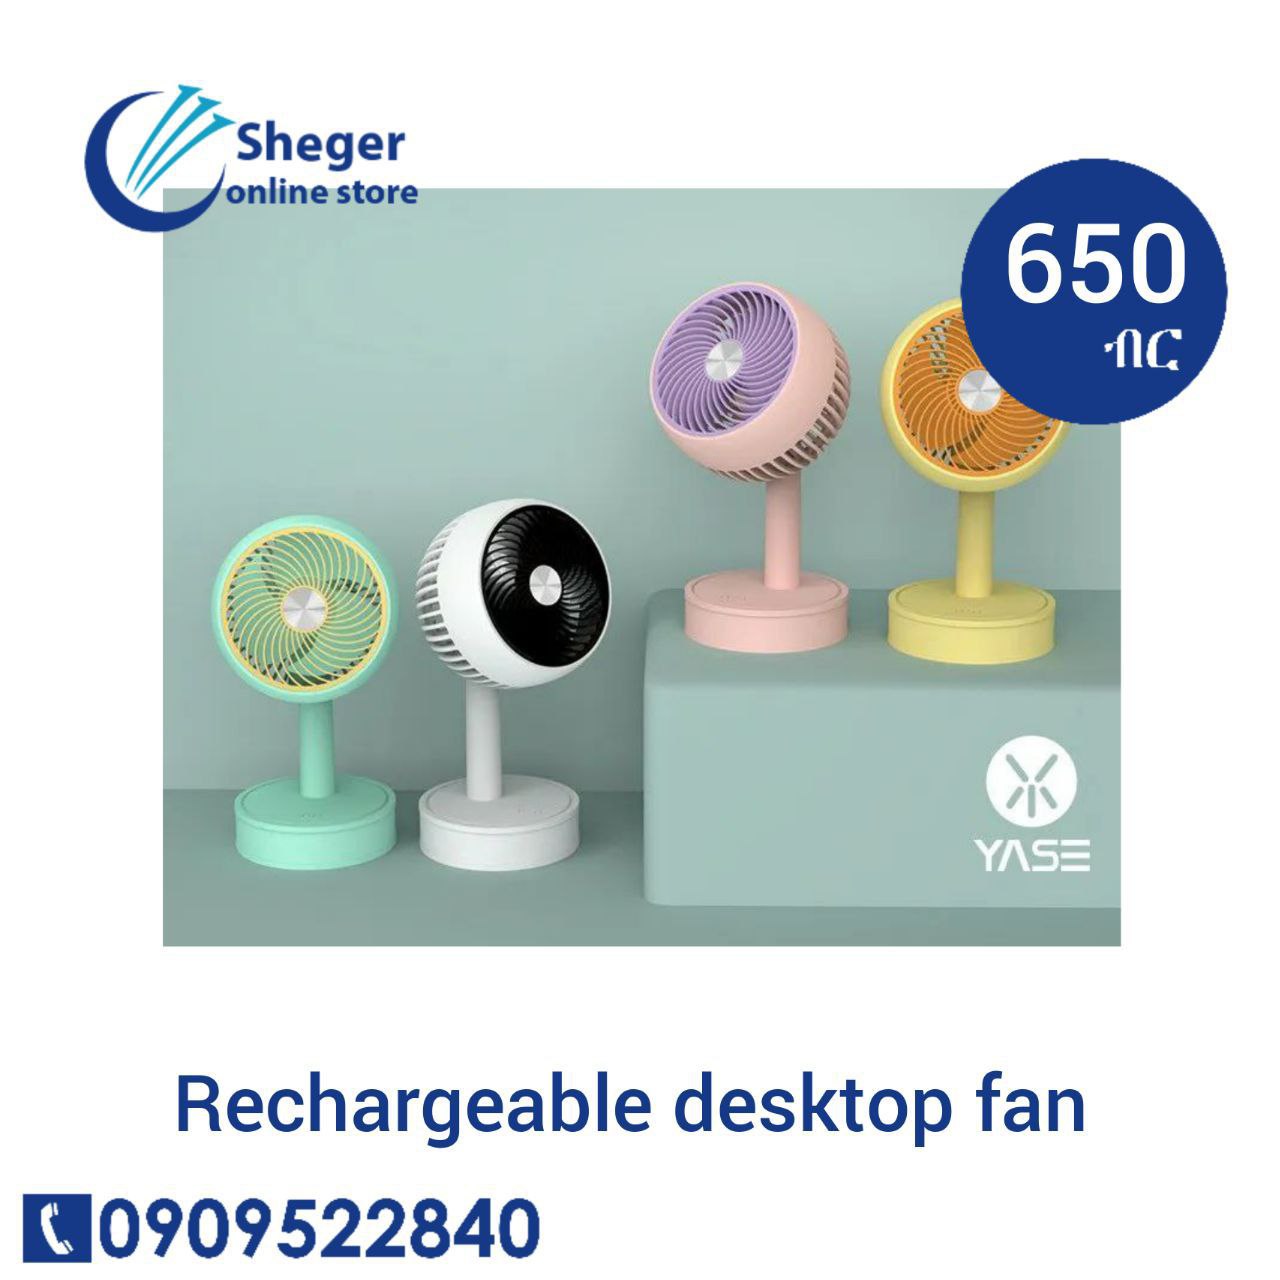 Sheger
online store
650
ብር
YASE
Rechargeable desktop fan
0909522840